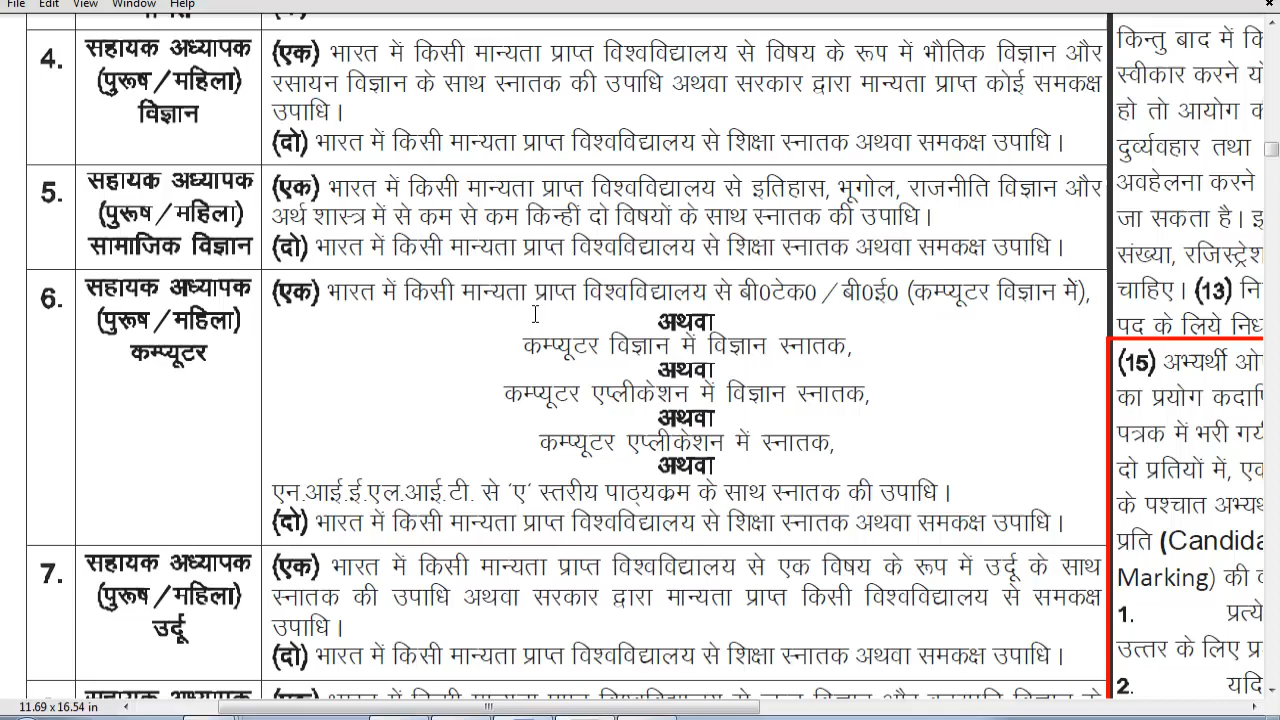 File Edit View Window Help
4.
सहायक अध्यापक
(पुरूष/महिला)
विज्ञान
(एक) भारत में किसी मान्यता प्राप्त विश्वविद्यालय से विषय के रूप में भौतिक विज्ञान और
रसायन विज्ञान के साथ स्नातक की उपाधि अथवा सरकार द्वारा मान्यता प्राप्त कोई समकक्ष
उपाधि।
(दो) भारत में किसी मान्यता प्राप्त विश्वविद्यालय से शिक्षा स्नातक अथवा समकक्ष उपाधि।
5.
सहायक अध्यापक
(पुरूष/महिला)
सामाजिक विज्ञान
(एक) भारत में किसी मान्यता प्राप्त विश्वविद्यालय से इतिहास, भूगोल, राजनीति विज्ञान और
अर्थ शास्त्र में से कम से कम किन्हीं दो विषयों के साथ स्नातक की उपाधि।
(दो) भारत में किसी मान्यता प्राप्त विश्वविद्यालय से शिक्षा स्नातक अथवा समकक्ष उपाधि।
6.
सहायक अध्यापक
(पुरूष/महिला)
कम्प्यूटर
(एक) भारत में किसी मान्यता प्राप्त विश्वविद्यालय से बी0टेक0/बी0ई0 (कम्प्यूटर विज्ञान में),
अथवा
कम्प्यूटर विज्ञान में विज्ञान स्नातक,
अथवा
कम्प्यूटर एप्लीकेशन में विज्ञान स्नातक,
अथवा
कम्प्यूटर एप्लीकेशन में स्नातक,
अथवा
एन.आई.ई.एल.आई.टी. से ‘ए’ स्तरीय पाठ्यक्रम के साथ स्नातक की उपाधि।
(दो) भारत में किसी मान्यता प्राप्त विश्वविद्यालय से शिक्षा स्नातक अथवा समकक्ष उपाधि।
7.
सहायक अध्यापक
(पुरूष/महिला)
उर्दू
(एक) भारत में किसी मान्यता प्राप्त विश्वविद्यालय से एक विषय के रूप में उर्दू के साथ
स्नातक की उपाधि अथवा सरकार द्वारा मान्यता प्राप्त किसी विश्वविद्यालय से समकक्ष
उपाधि।
(दो) भारत में किसी मान्यता प्राप्त विश्वविद्यालय से शिक्षा स्नातक अथवा समकक्ष उपाधि।
किन्तु बाद में
स्वीकार करने
हो तो आयोग
दुर्व्यवहार तथा
अवहेलना करने
जा सकता है।
संख्या,
चाहिए। (13)
पद के लिये
(15) अभ्यर्थी
का प्रयोग
पत्रक में भरी
दो प्रतियों में,
के पश्चात
प्रति
Marking) की
1.
उत्तर के लिए
2. यदि
11.69 x 16.54 in